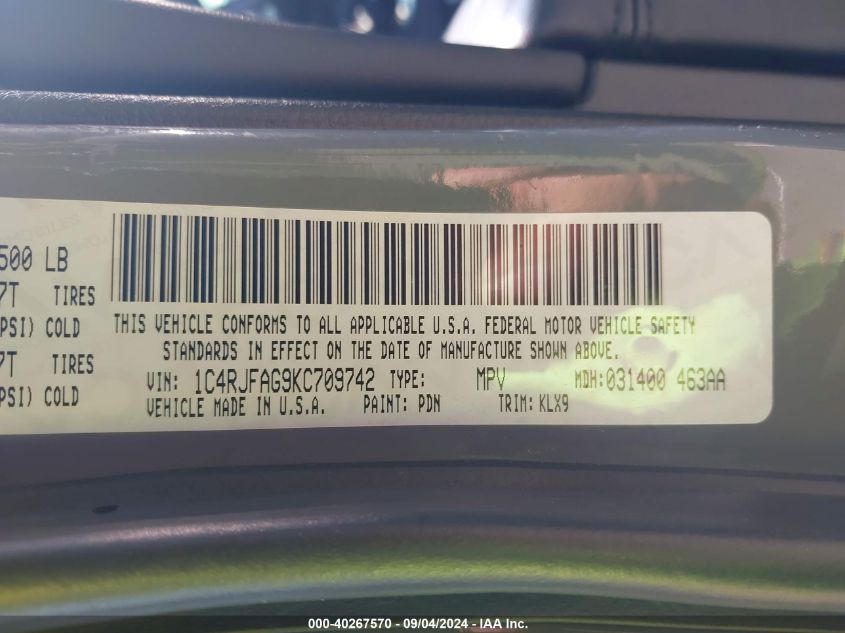 500 LB
7T TIRES
PSI) COLD
7T TIRES
PSI) COLD
THIS VEHICLE CONFORMS TO ALL APPLICABLE U.S.A. FEDERAL MOTOR VEHICLE SAFETY
STANDARDS IN EFFECT ON THE DATE OF MANUFACTURE SHOWN ABOVE.
VIN: 1C4RJFAG9KC709742 TYPE: MPV MDH:031400 463AA
VEHICLE MADE IN U.S.A. PAINT: PDN TRIM: KLX9
000-40267570 - 09/04/2024 - IAA Inc.